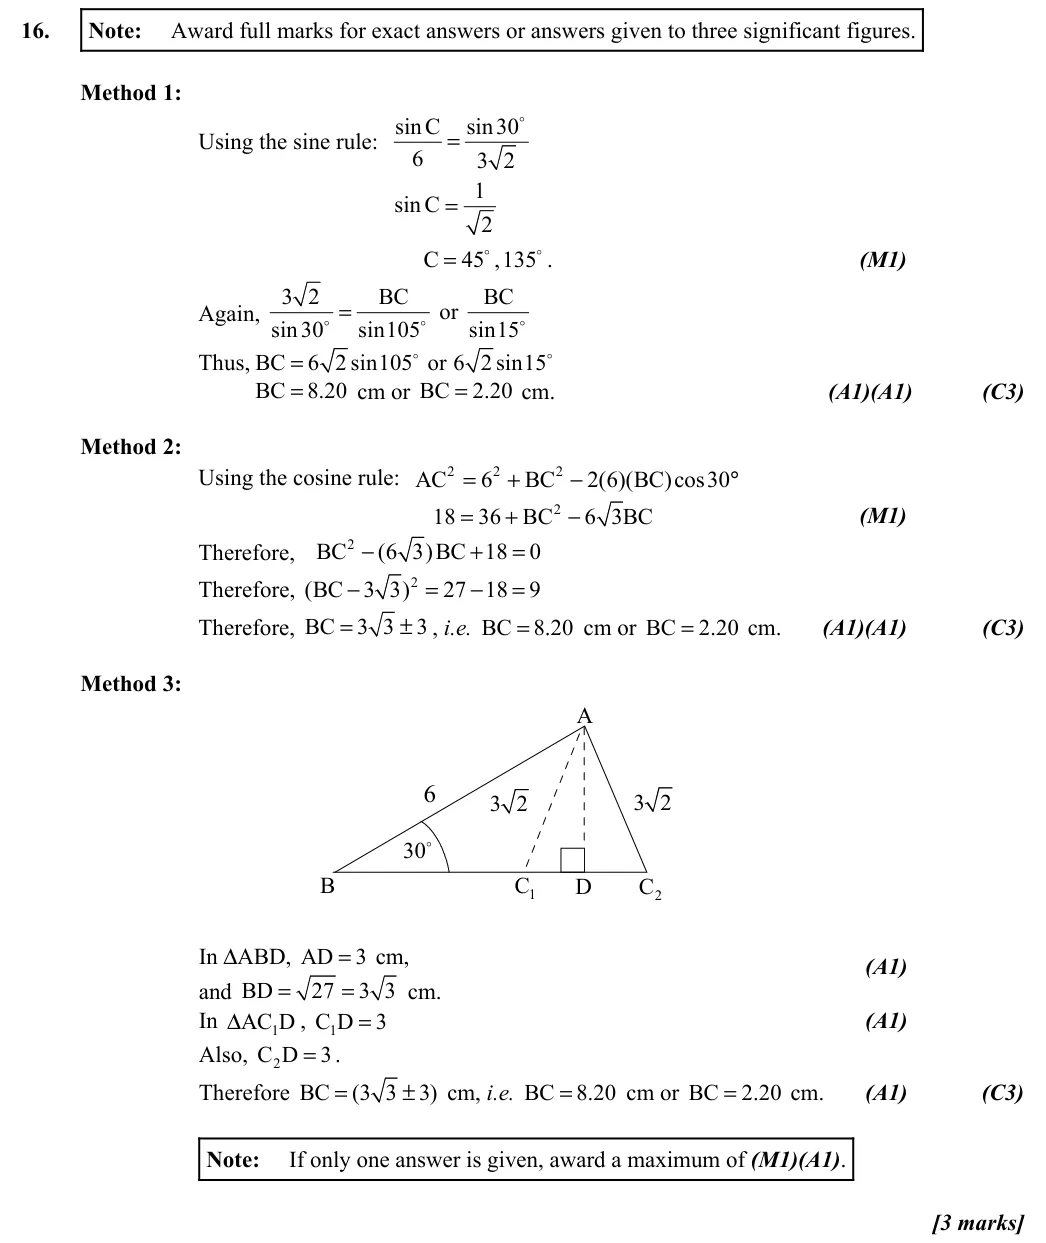 16. Note: Award full marks for exact answers or answers given to three significant figures.
Method 1:
Using the sine rule: sin C / 6 = sin 30° / 3√2
sin C = 1 / √2
C = 45°, 135°. (M1)
Again, 3√2 / sin 30° = BC / sin 105° or BC / sin 15°
Thus, BC = 6√2 sin 105° or 6√2 sin 15°
BC = 8.20 cm or BC = 2.20 cm. (A1)(A1) (C3)
Method 2:
Using the cosine rule: AC² = 6² + BC² − 2(6)(BC) cos 30°
18 = 36 + BC² − 6√3BC (M1)
Therefore, BC² − (6√3)BC + 18 = 0
Therefore, (BC − 3√3)² = 27 − 18 = 9
Therefore, BC = 3√3 ± 3, i.e. BC = 8.20 cm or BC = 2.20 cm. (A1)(A1) (C3)
Method 3:
A
6 3√2 3√2
30°
B C₁ D C₂
In ΔABD, AD = 3 cm, (A1)
and BD = √27 = 3√3 cm.
In ΔAC₁D, C₁D = 3 (A1)
Also, C₂D = 3.
Therefore BC = (3√3 ± 3) cm, i.e. BC = 8.20 cm or BC = 2.20 cm. (A1) (C3)
Note: If only one answer is given, award a maximum of (M1)(A1).
[3 marks]